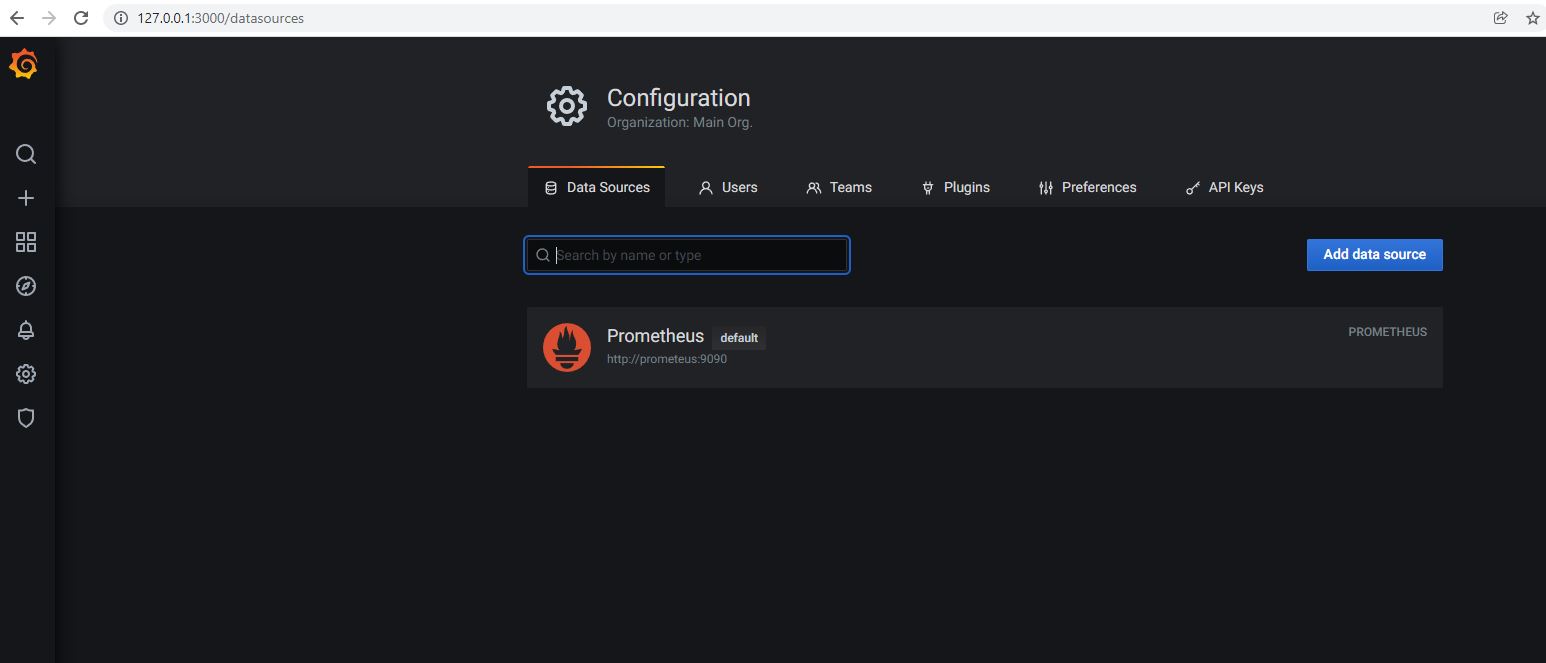 127.0.0.1:3000/datasources
Configuration
Organization: Main Org.
Data Sources Users Teams Plugins Preferences API Keys
Search by name or type Add data source
Prometheus default PROMETHEUS
http://prometeus:9090